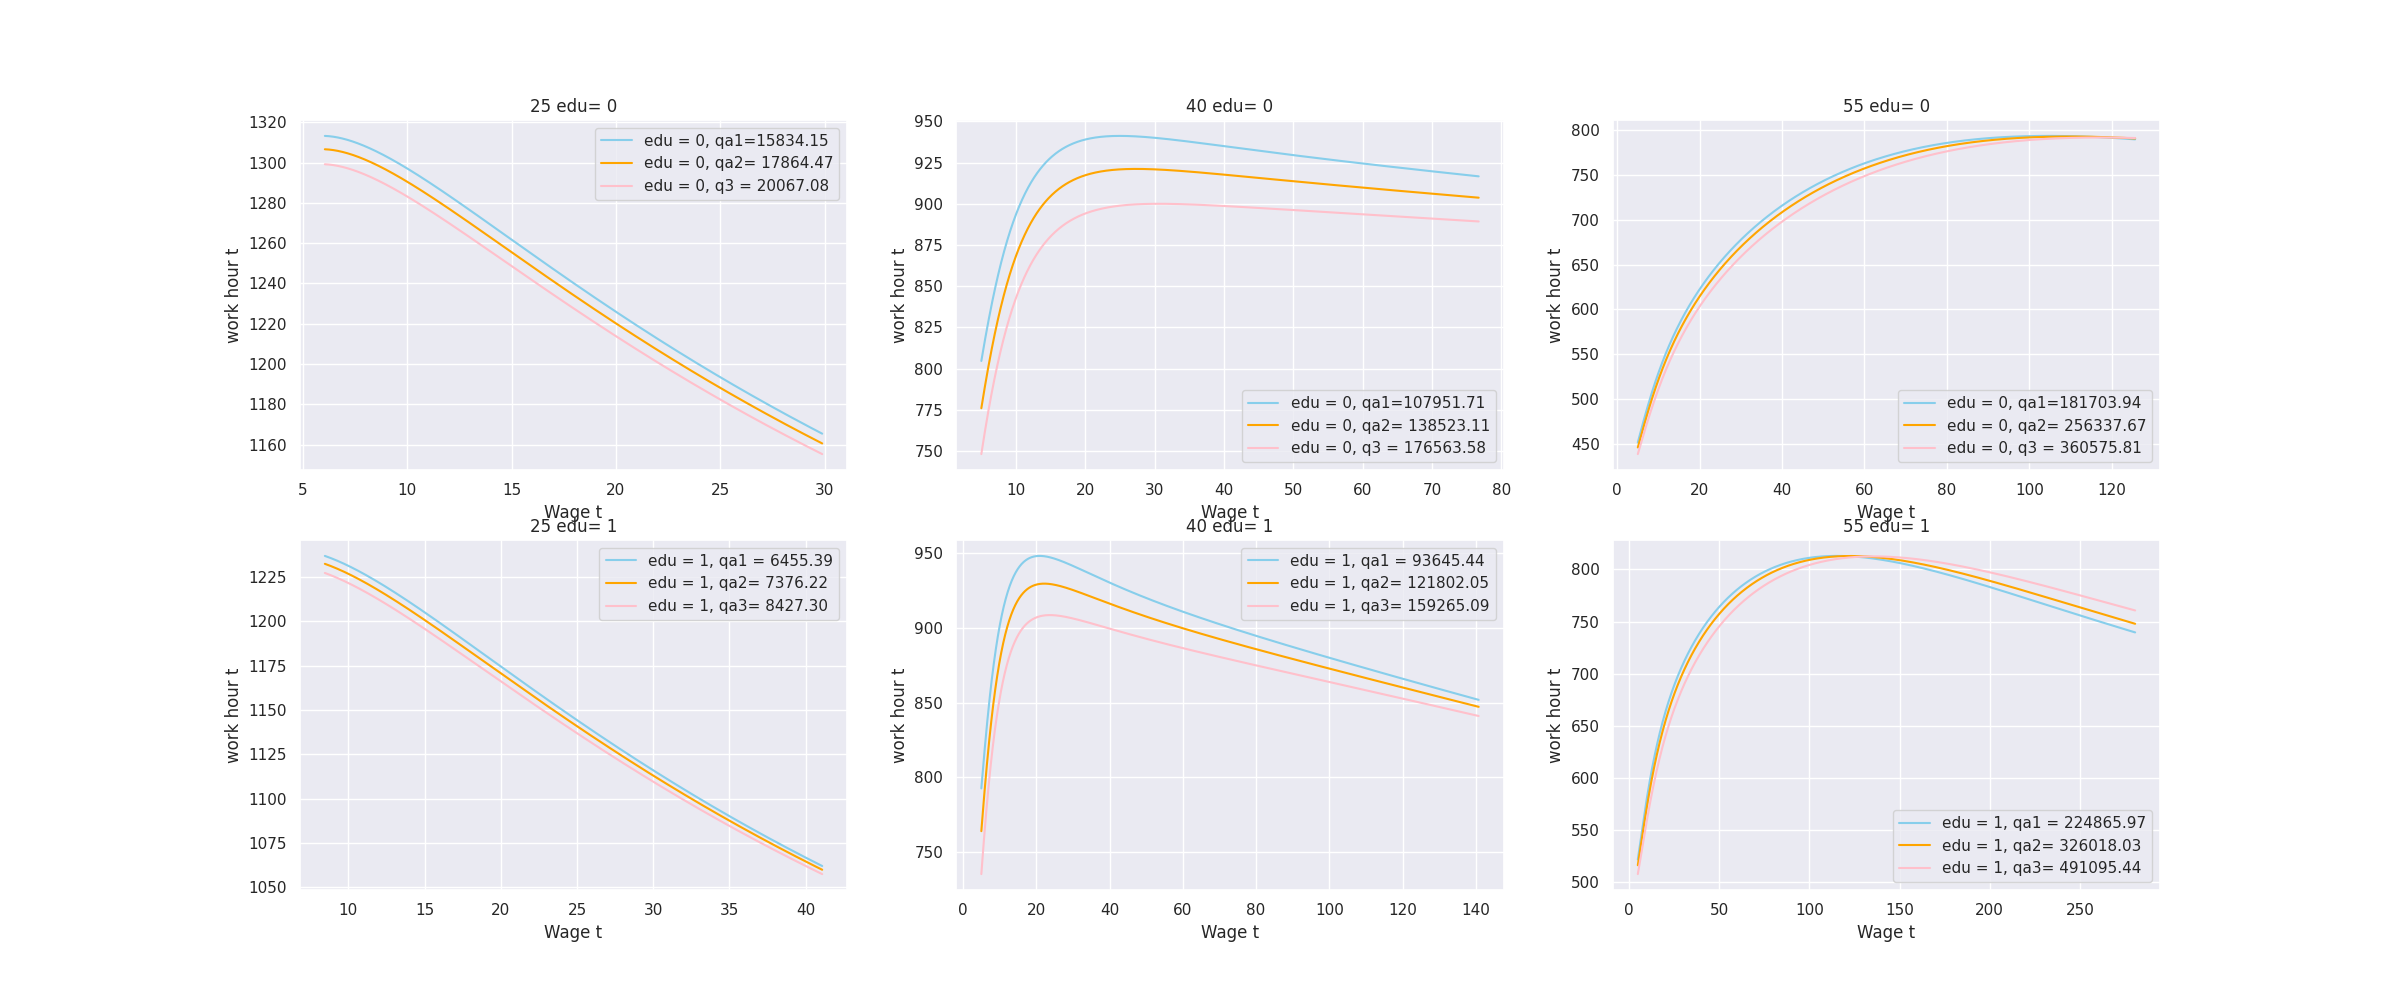 25 edu= 0
work hour t
1320
1300
1280
1260
1240
1220
1200
1180
1160
edu = 0, qa1=15834.15
edu = 0, qa2= 17864.47
edu = 0, q3 = 20067.08
5 10 15 20 25 30
Wage t
40 edu= 0
work hour t
950
925
900
875
850
825
800
775
750
edu = 0, qa1=107951.71
edu = 0, qa2= 138523.11
edu = 0, q3 = 176563.58
10 20 30 40 50 60 70 80
Wage t
55 edu= 0
work hour t
800
750
700
650
600
550
500
450
edu = 0, qa1=181703.94
edu = 0, qa2= 256337.67
edu = 0, q3 = 360575.81
0 20 40 60 80 100 120
Wage t
25 edu= 1
work hour t
1225
1200
1175
1150
1125
1100
1075
1050
edu = 1, qa1 = 6455.39
edu = 1, qa2= 7376.22
edu = 1, qa3= 8427.30
10 15 20 25 30 35 40
Wage t
40 edu= 1
work hour t
950
900
850
800
750
edu = 1, qa1 = 93645.44
edu = 1, qa2= 121802.05
edu = 1, qa3= 159265.09
0 20 40 60 80 100 120 140
Wage t
55 edu= 1
work hour t
800
750
700
650
600
550
500
edu = 1, qa1 = 224865.97
edu = 1, qa2= 326018.03
edu = 1, qa3= 491095.44
0 50 100 150 200 250
Wage t